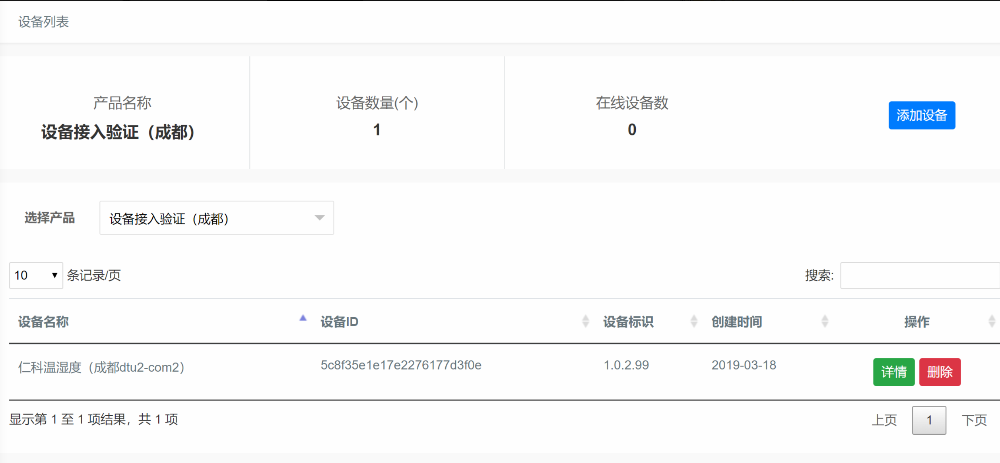 设备列表
产品名称
设备接入验证（成都）
设备数量(个)
1
在线设备数
0
添加设备
选择产品
设备接入验证（成都）
10 条记录/页
搜索:
设备名称 设备ID 设备标识 创建时间 操作
仁科温湿度（成都dtu2-com2） 5c8f35e1e17e2276177d3f0e 1.0.2.99 2019-03-18 详情 删除
显示第 1 至 1 项结果，共 1 项
上页 1 下页